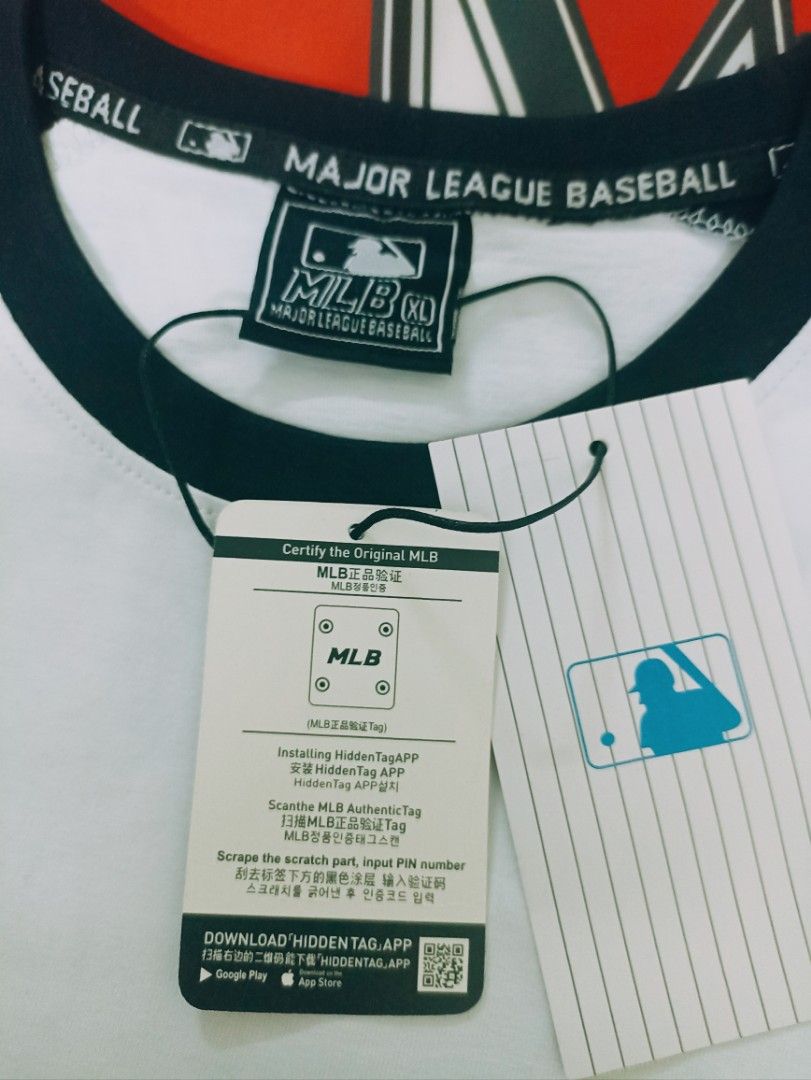 SEBALL
MAJOR LEAGUE BASEBALL
MLB XL
MAJOR LEAGUE BASEBALL
Certify the Original MLB
MLB正品验证
MLB정품인증
MLB
(MLB正品验证Tag)
Installing HiddenTagAPP
安装HiddenTag APP
HiddenTag APP설치
Scanthe MLB AuthenticTag
扫描MLB正品验证Tag
MLB정품인증태그스캔
Scrape the scratch part, input PIN number
刮去标签下方的黑色涂层 输入验证码
스크래치를 긁어낸 후 인증코드 입력
DOWNLOAD「HIDDEN TAG」APP
扫描右边的二维码能下载「HIDDENTAG」APP
Google Play
Download on the
App Store